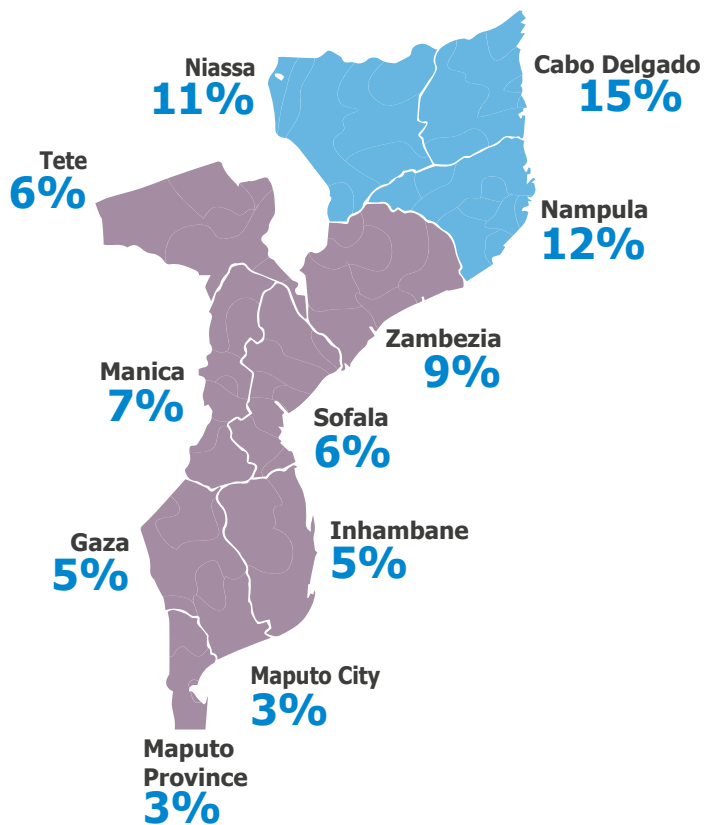 Niassa
11%
Cabo Delgado
15%
Tete
6%
Nampula
12%
Zambezia
9%
Manica
7%
Sofala
6%
Gaza
5%
Inhambane
5%
Maputo City
3%
Maputo
Province
3%